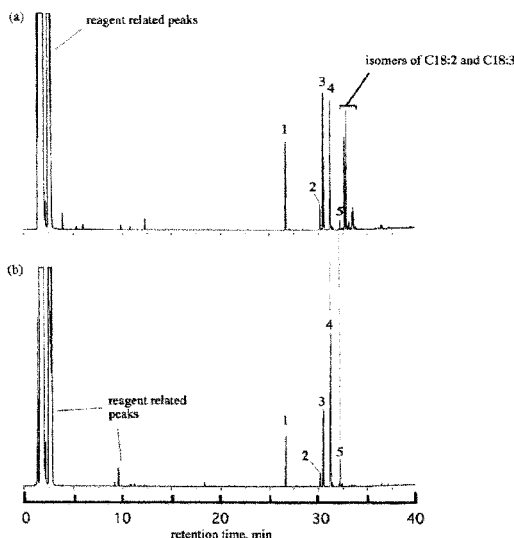 (a)
reagent related peaks
isomers of C18:2 and C18:3
3
4
1
2
5
(b)
4
reagent related
peaks
3
1
2
5
0 10 20 30 40
retention time, min